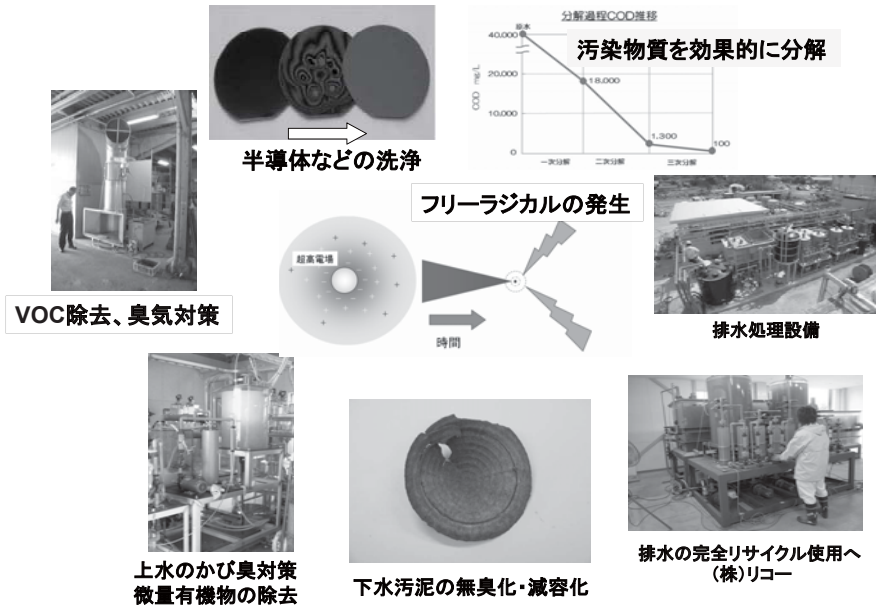 分解過程COD推移
排水
40,000
汚染物質を効果的に分解
20,000
18,000
COD mg/L
10,000
1,300
100
0
一次分解
二次分解
三次分解
半導体などの洗浄
フリーラジカルの発生
超高電場
時間
VOC除去、臭気対策
排水処理設備
上水のかび臭対策
微量有機物の除去
下水汚泥の無臭化・減容化
排水の完全リサイクル使用へ
(株)リコー